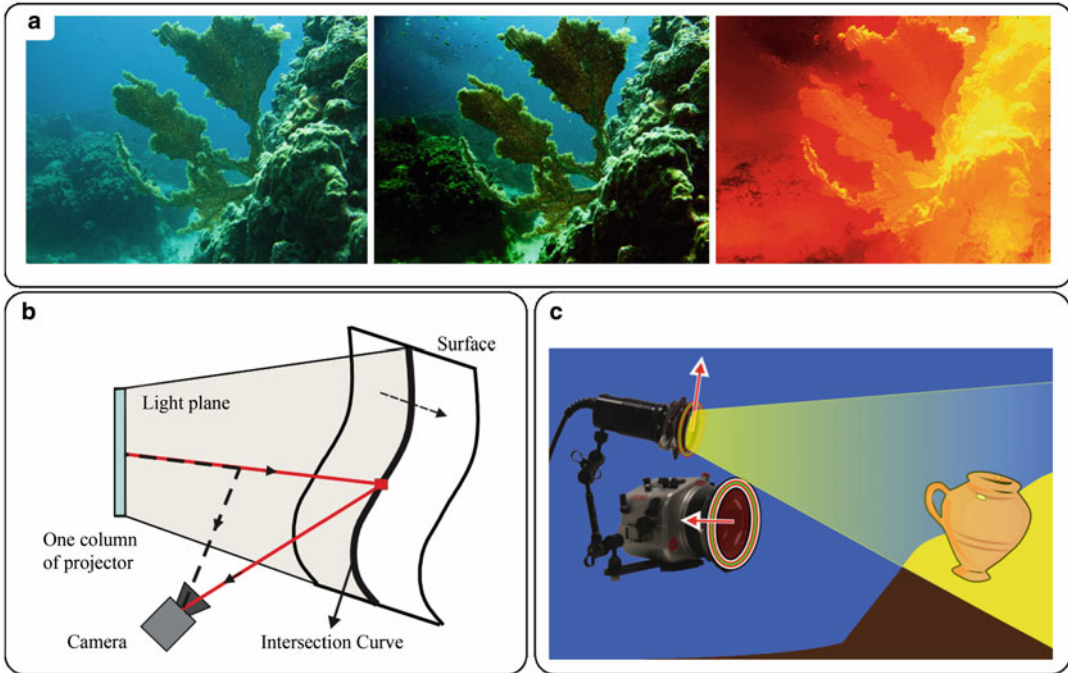 a
b
Surface
Light plane
One column
of projector
Camera
Intersection Curve
c